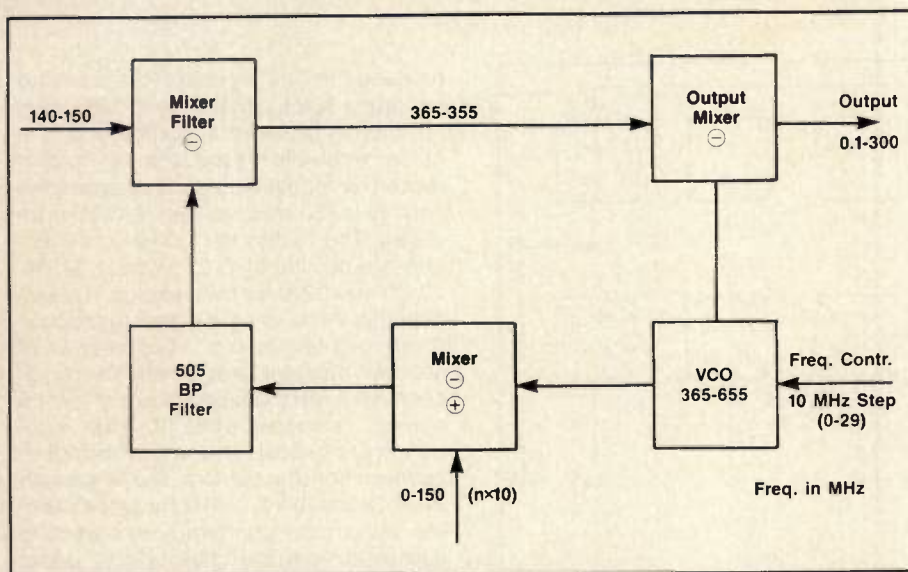 140-150
Mixer
Filter
⊖
365-355
Output
Mixer
⊖
Output
0.1-300
505
BP
Filter
Mixer
⊖
⊕
VCO
365-655
Freq. Contr.
10 MHz Step
(0-29)
0-150 (n×10)
Freq. in MHz